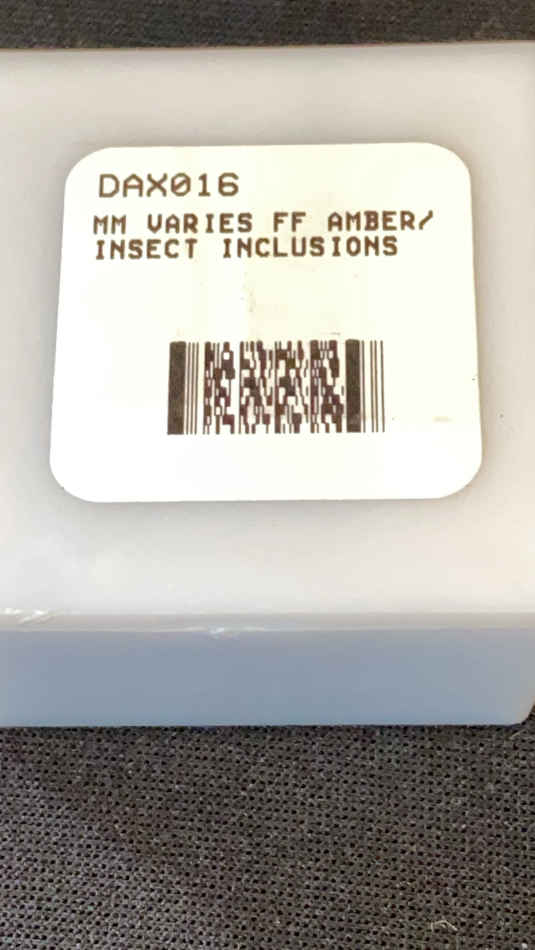 DAX016
MM VARIES FF AMBER/
INSECT INCLUSIONS